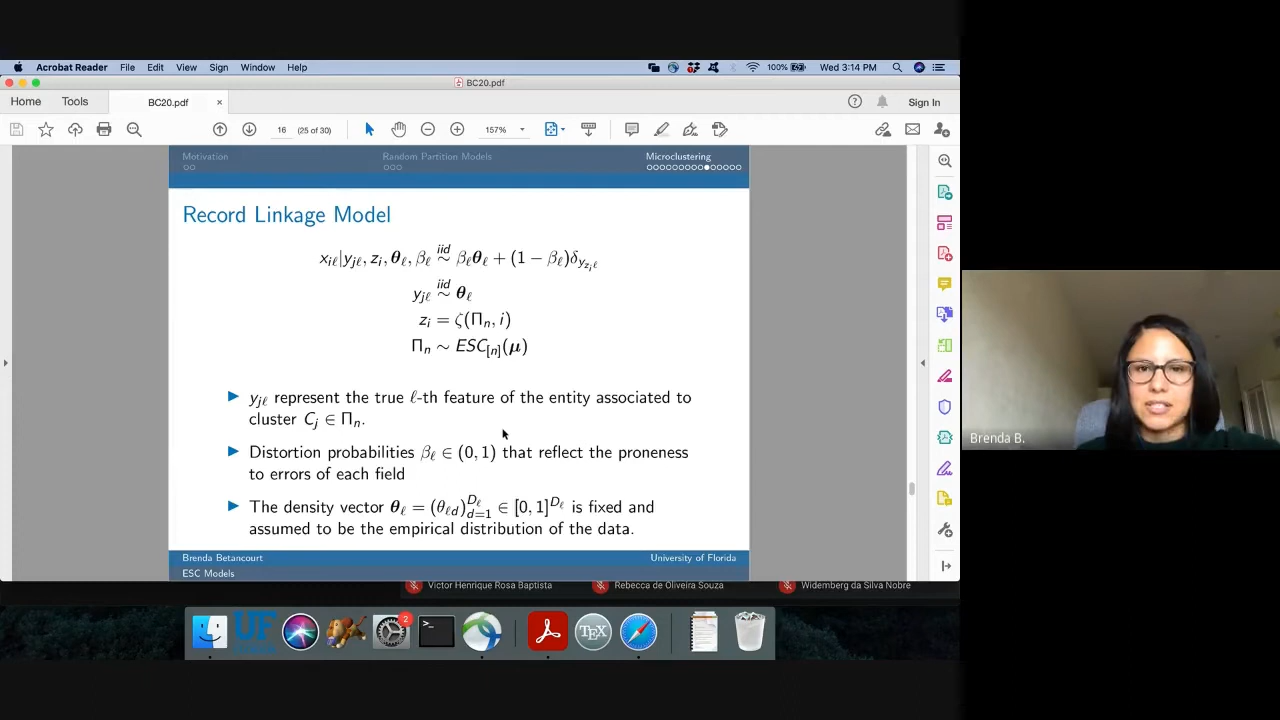 Acrobat Reader File Edit View Sign Window Help 100% Wed 3:14 PM
BC20.pdf
Home Tools BC20.pdf × Sign In
16 (25 of 30) 157%
Motivation Random Partition Models Microclustering
Record Linkage Model
x_{iℓ}|y_{jℓ}, z_i, θ_ℓ, β_ℓ iid ∼ β_ℓθ_ℓ + (1 − β_ℓ)δ_{y_{z_iℓ}}
y_{jℓ} iid ∼ θ_ℓ
z_i = ζ(Π_n, i)
Π_n ∼ ESC_{[n]}(μ)
▶ y_{jℓ} represent the true ℓ-th feature of the entity associated to
cluster C_j ∈ Π_n.
▶ Distortion probabilities β_ℓ ∈ (0, 1) that reflect the proneness
to errors of each field
▶ The density vector θ_ℓ = (θ_{ℓd})_{d=1}^{D_ℓ} ∈ [0, 1]^{D_ℓ} is fixed and
assumed to be the empirical distribution of the data.
Brenda Betancourt University of Florida
ESC Models
Brenda B.
Victor Henrique Rosa Baptista Rebecca de Oliveira Souza Widemberg da Silva Nobre
UF
2
>_
TEX